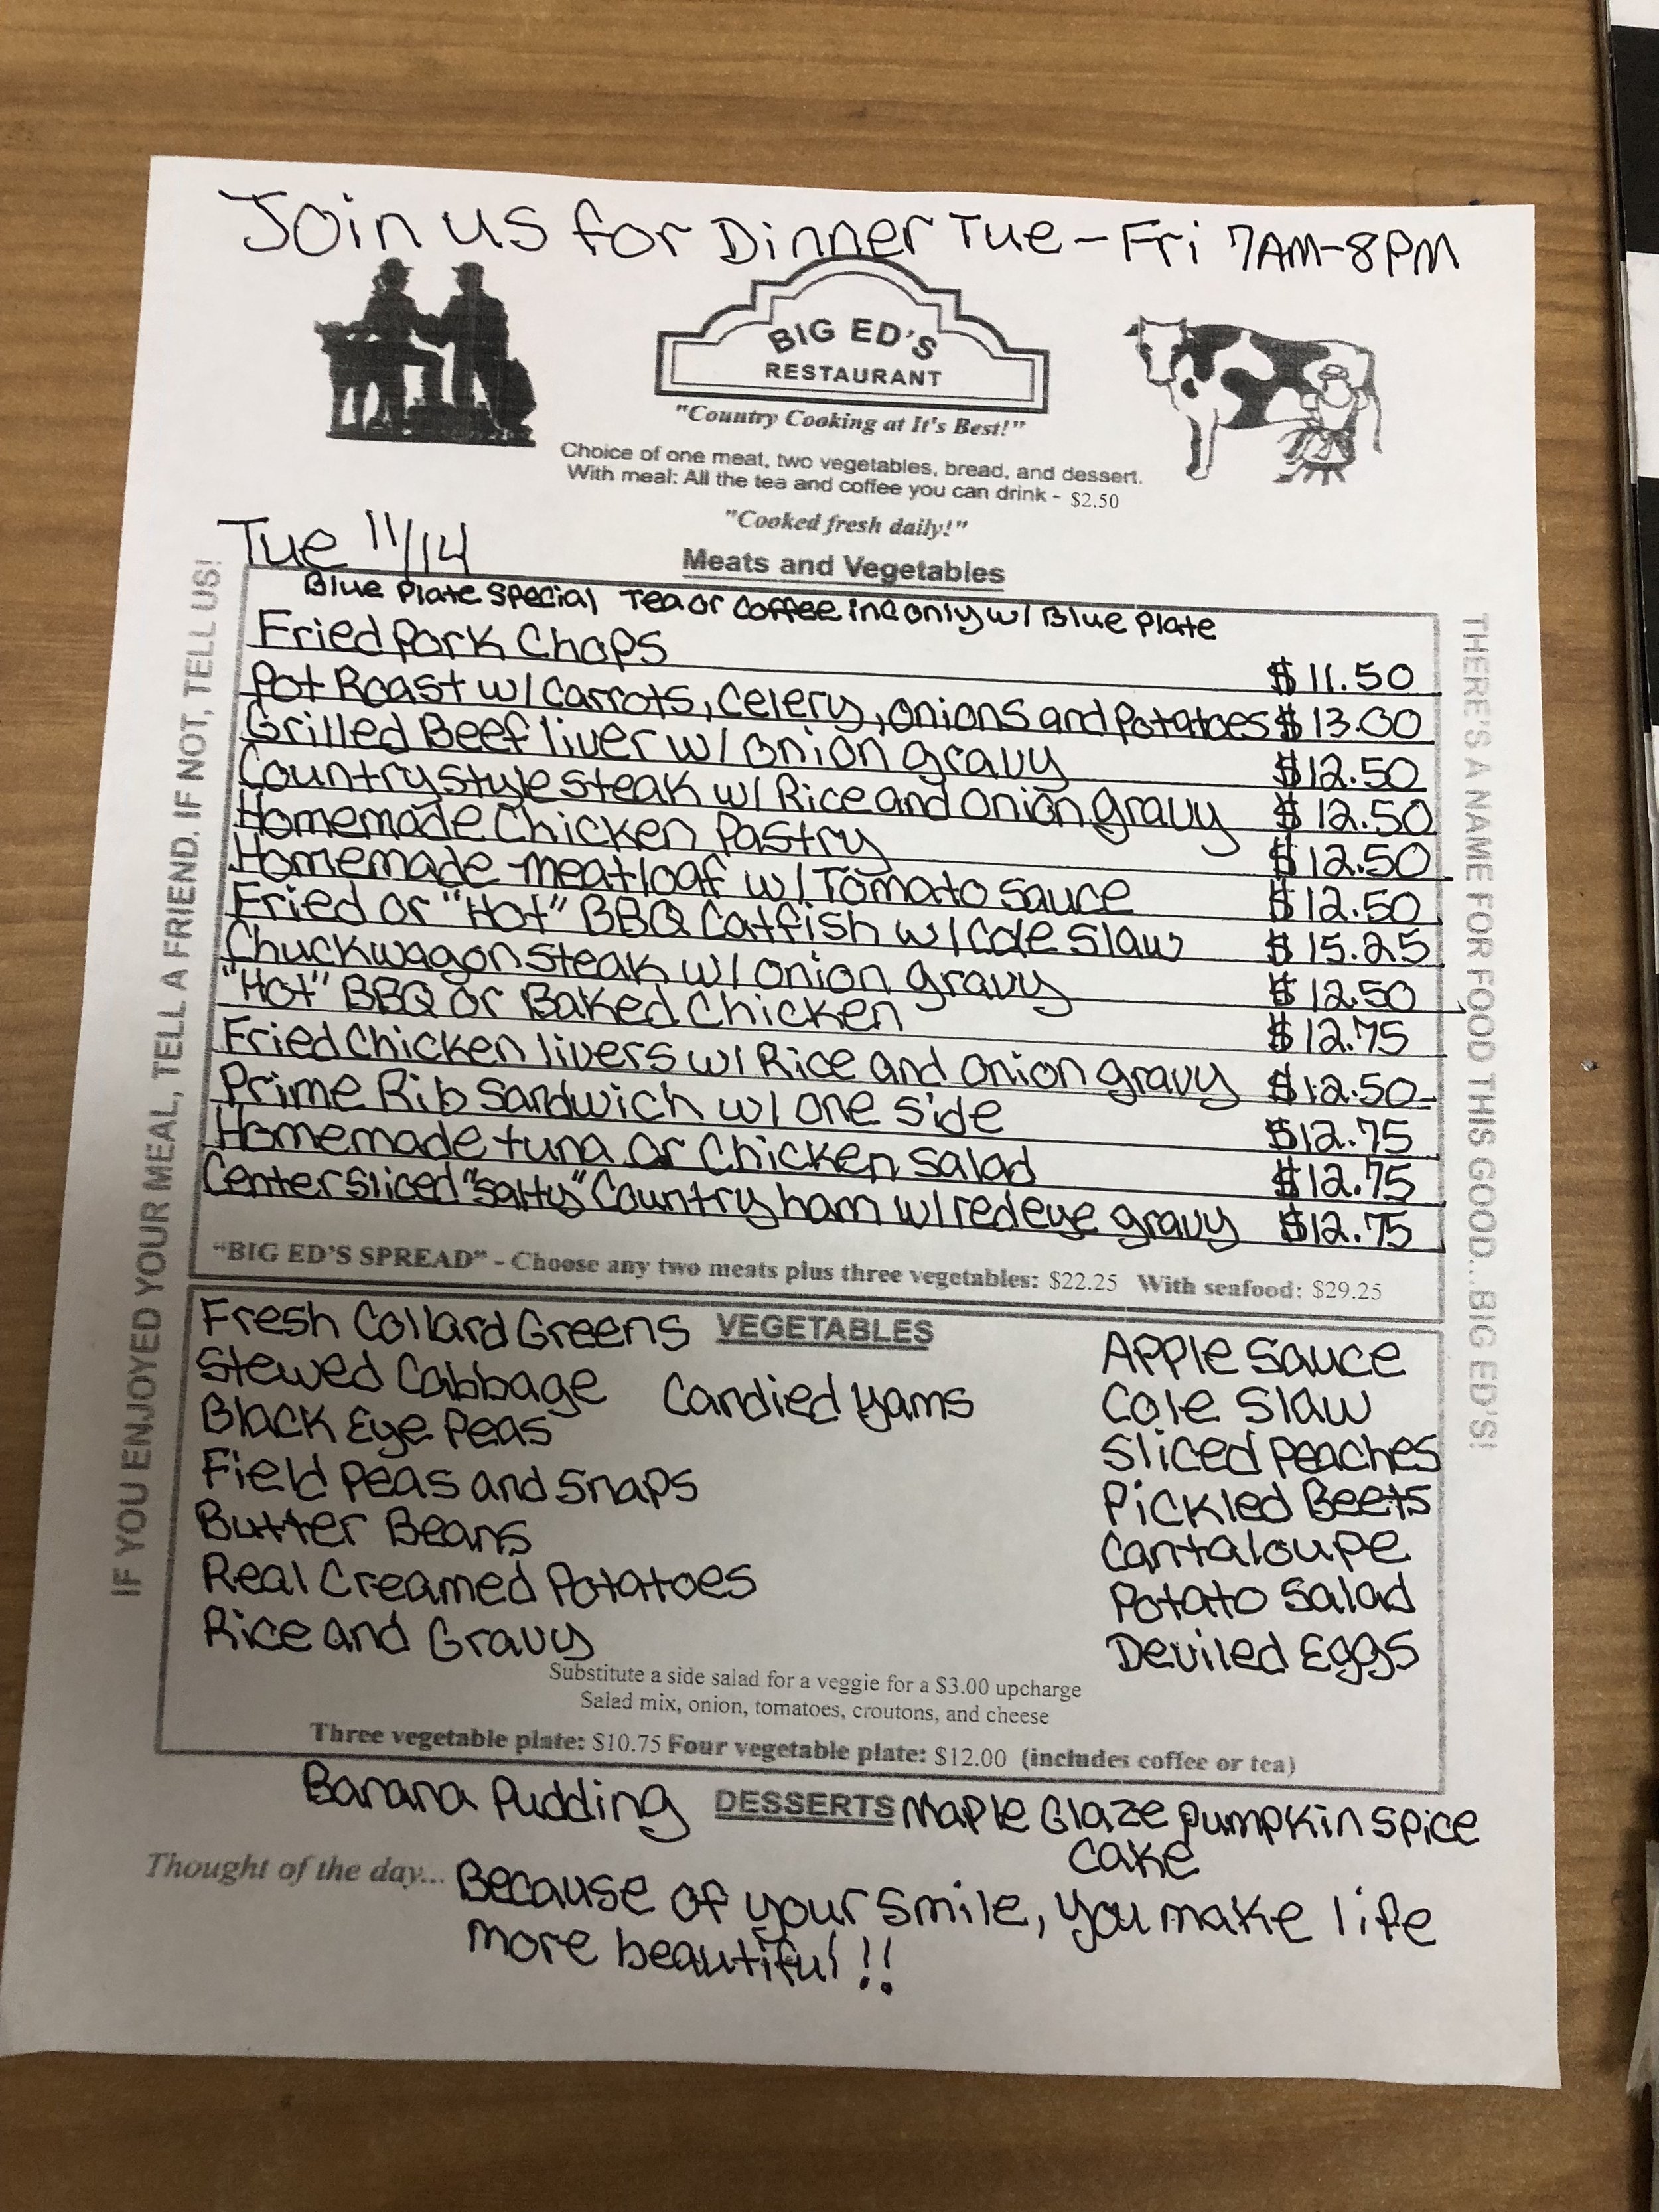 Join us for Dinner Tue - Fri 7AM-8PM
BIG ED'S
RESTAURANT
"Country Cooking at It's Best!"
Choice of one meat, two vegetables, bread, and dessert.
With meal: All the tea and coffee you can drink - $2.50
"Cooked fresh daily!"
Tue 11/14
Meats and Vegetables
Blue Plate Special Tea or Coffee inc only w/ Blue Plate
Fried Pork Chops $11.50
Pot Roast w/ Carrots, Celery, Onions and Potatoes $13.00
Grilled Beef liver w/ onion gravy $12.50
Country style steak w/ Rice and Onion gravy $12.50
Homemade Chicken Pastry $12.50
Homemade meatloaf w/ Tomato sauce $12.50
Fried or "Hot" BBQ Catfish w/ Cole Slaw $15.25
Chuckwagon steak w/ onion gravy $12.50
"Hot" BBQ or Baked Chicken $12.75
Fried Chicken livers w/ Rice and Onion gravy $12.50
Prime Rib sandwich w/ one side $12.75
Homemade tuna or Chicken salad $12.75
Center sliced "salty" Country ham w/ red eye gravy $12.75
"BIG ED'S SPREAD" - Choose any two meats plus three vegetables: $22.25 With seafood: $29.25
IF YOU ENJOYED YOUR MEAL, TELL A FRIEND. IF NOT, TELL US!
THERE'S A NAME FOR FOOD THIS GOOD...BIG ED'S!
VEGETABLES
Fresh Collard Greens
Stewed Cabbage
Black Eye Peas
Field Peas and Snaps
Butter Beans
Real Creamed Potatoes
Rice and Gravy
Candied Yams
Apple Sauce
Cole Slaw
Sliced Peaches
Pickled Beets
Cantaloupe
Potato Salad
Deviled Eggs
Substitute a side salad for a veggie for a $3.00 upcharge
Salad mix, onion, tomatoes, croutons, and cheese
Three vegetable plate: $10.75 Four vegetable plate: $12.00 (includes coffee or tea)
Banana Pudding DESSERTS Maple Glaze Pumpkin Spice
Cake
Thought of the day... Because of your smile, you make life
more beautiful!!